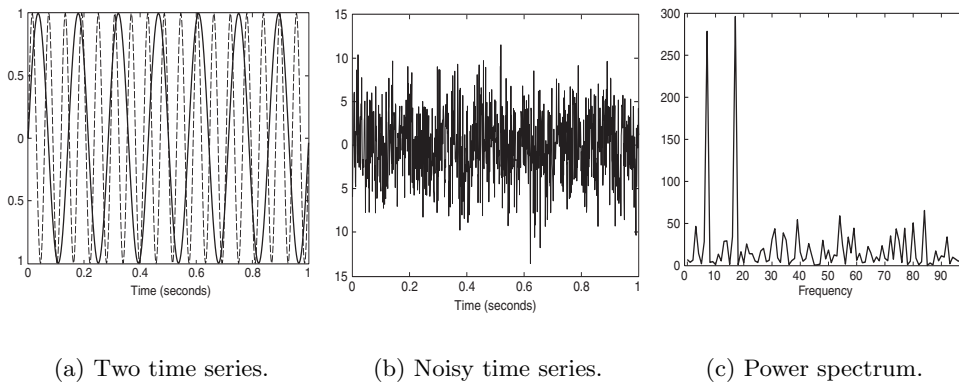 1
0.5
0
0.5
1
0 0.2 0.4 0.6 0.8 1
Time (seconds)
15
10
5
0
5
10
15
0 0.2 0.4 0.6 0.8 1
Time (seconds)
300
250
200
150
100
50
0
0 10 20 30 40 50 60 70 80 90
Frequency
(a) Two time series.
(b) Noisy time series.
(c) Power spectrum.